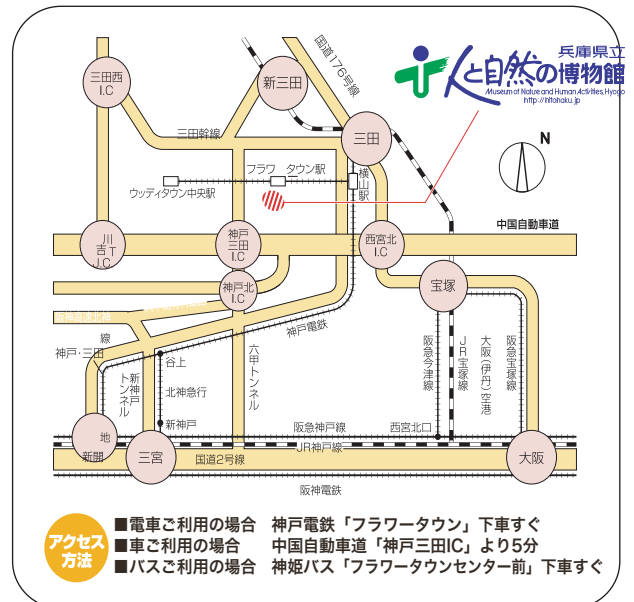 国道176号線
兵庫県立
人と自然の博物館
Museum of Nature and Human Activities, Hyogo
http://hitohaku.jp
三田西
I.C
新三田
三田
三田幹線
フラワータウン駅
横山駅
ウッディタウン中央駅
N
中国自動車道
川
吉T
J.C
神戸
三田
I.C
西宮北
I.C
神戸北
I.C
宝塚
神戸電鉄
線
神戸・三田
谷上
新神戸
トンネル
北神急行
新神戸
六甲トンネル
阪急今津線
JR宝塚線
大阪(伊丹)空港
阪急宝塚線
阪急神戸線
西宮北口
JR神戸線
地
新開
三宮
国道2号線
大阪
阪神電鉄
アクセス
方法
■電車ご利用の場合 神戸電鉄「フラワータウン」下車すぐ
■車ご利用の場合 中国自動車道「神戸三田IC」より5分
■バスご利用の場合 神姫バス「フラワータウンセンター前」下車すぐ